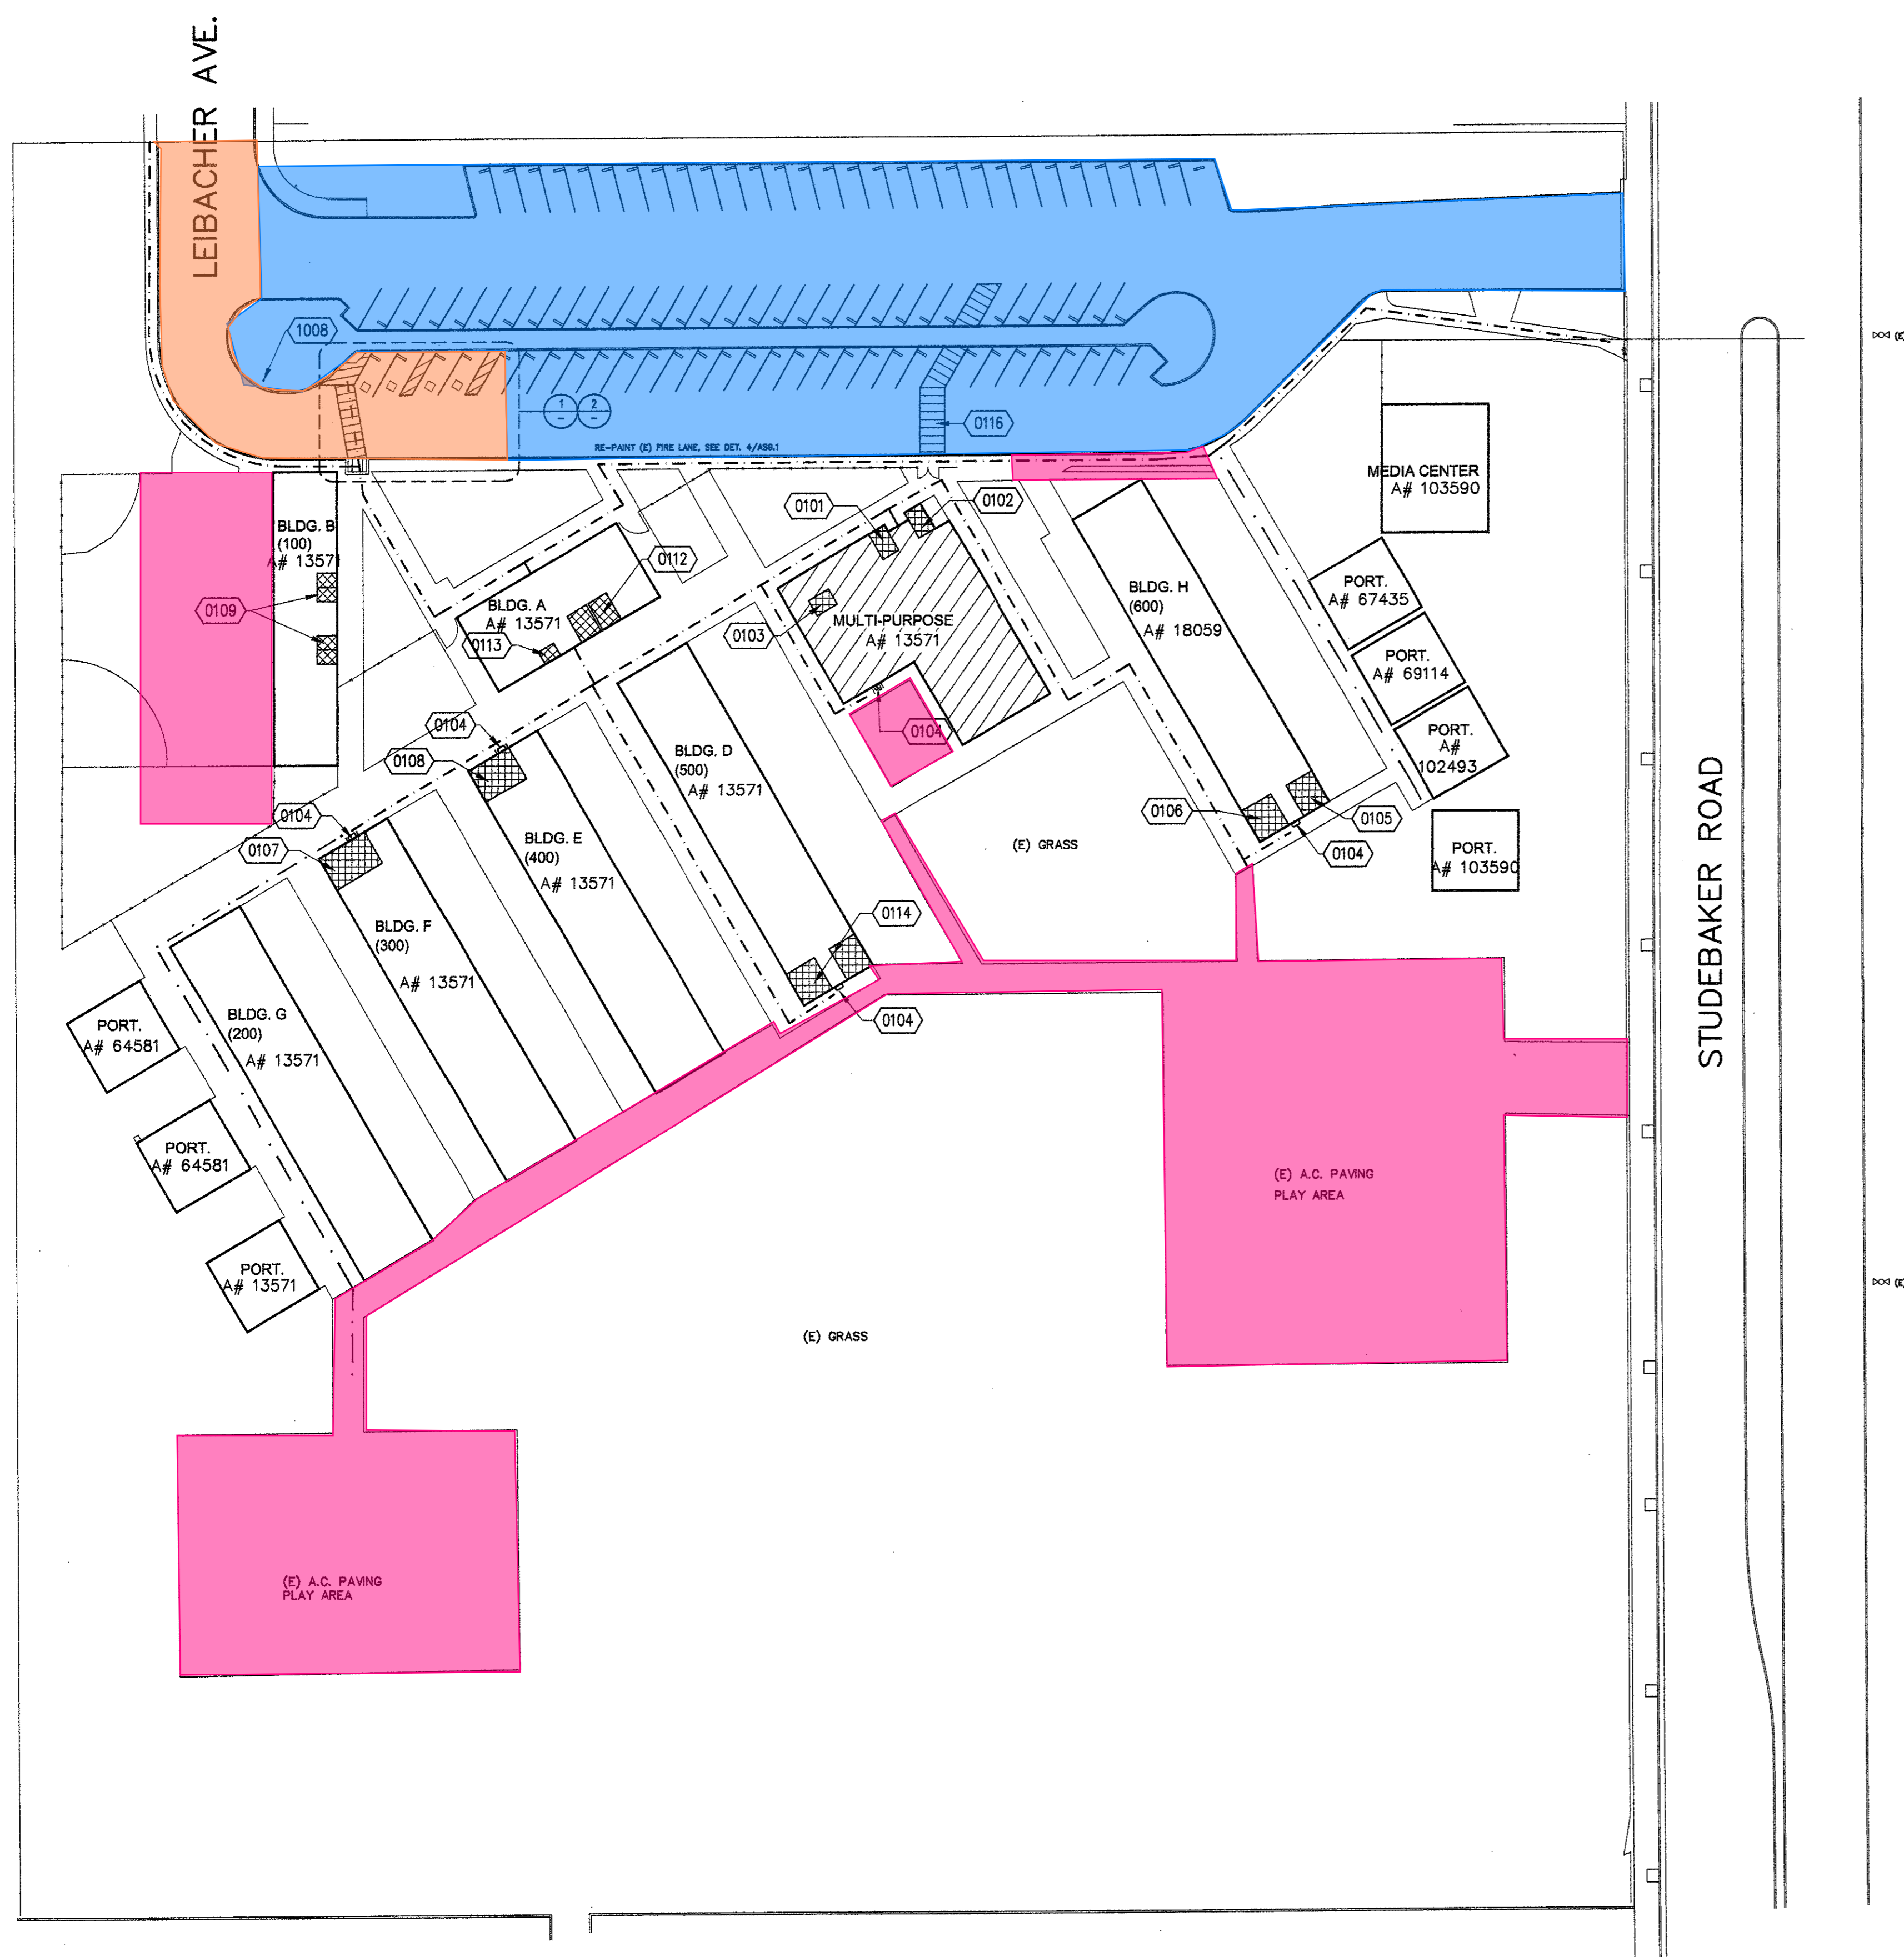 LEIBACHER AVE.
1008
1
-
2
-
0116
RE-PAINT (E) FIRE LANE, SEE DET. 4/AS9.1
MEDIA CENTER
A# 103590
BLDG. B
(100)
A# 13571
0101
0102
0112
0109
BLDG. A
A# 13571
0113
0103
MULTI-PURPOSE
A# 13571
BLDG. H
(600)
A# 18059
PORT.
A# 67435
PORT.
A# 69114
PORT.
A#
102493
0104
0104
0108
BLDG. D
(500)
A# 13571
0104
0107
BLDG. E
(400)
A# 13571
(E) GRASS
0106
0105
0104
PORT.
A# 103590
STUDEBAKER ROAD
BLDG. F
(300)
A# 13571
0114
0104
BLDG. G
(200)
A# 13571
PORT.
A# 64581
PORT.
A# 64581
PORT.
A# 13571
(E) A.C. PAVING
PLAY AREA
(E) GRASS
(E) A.C. PAVING
PLAY AREA